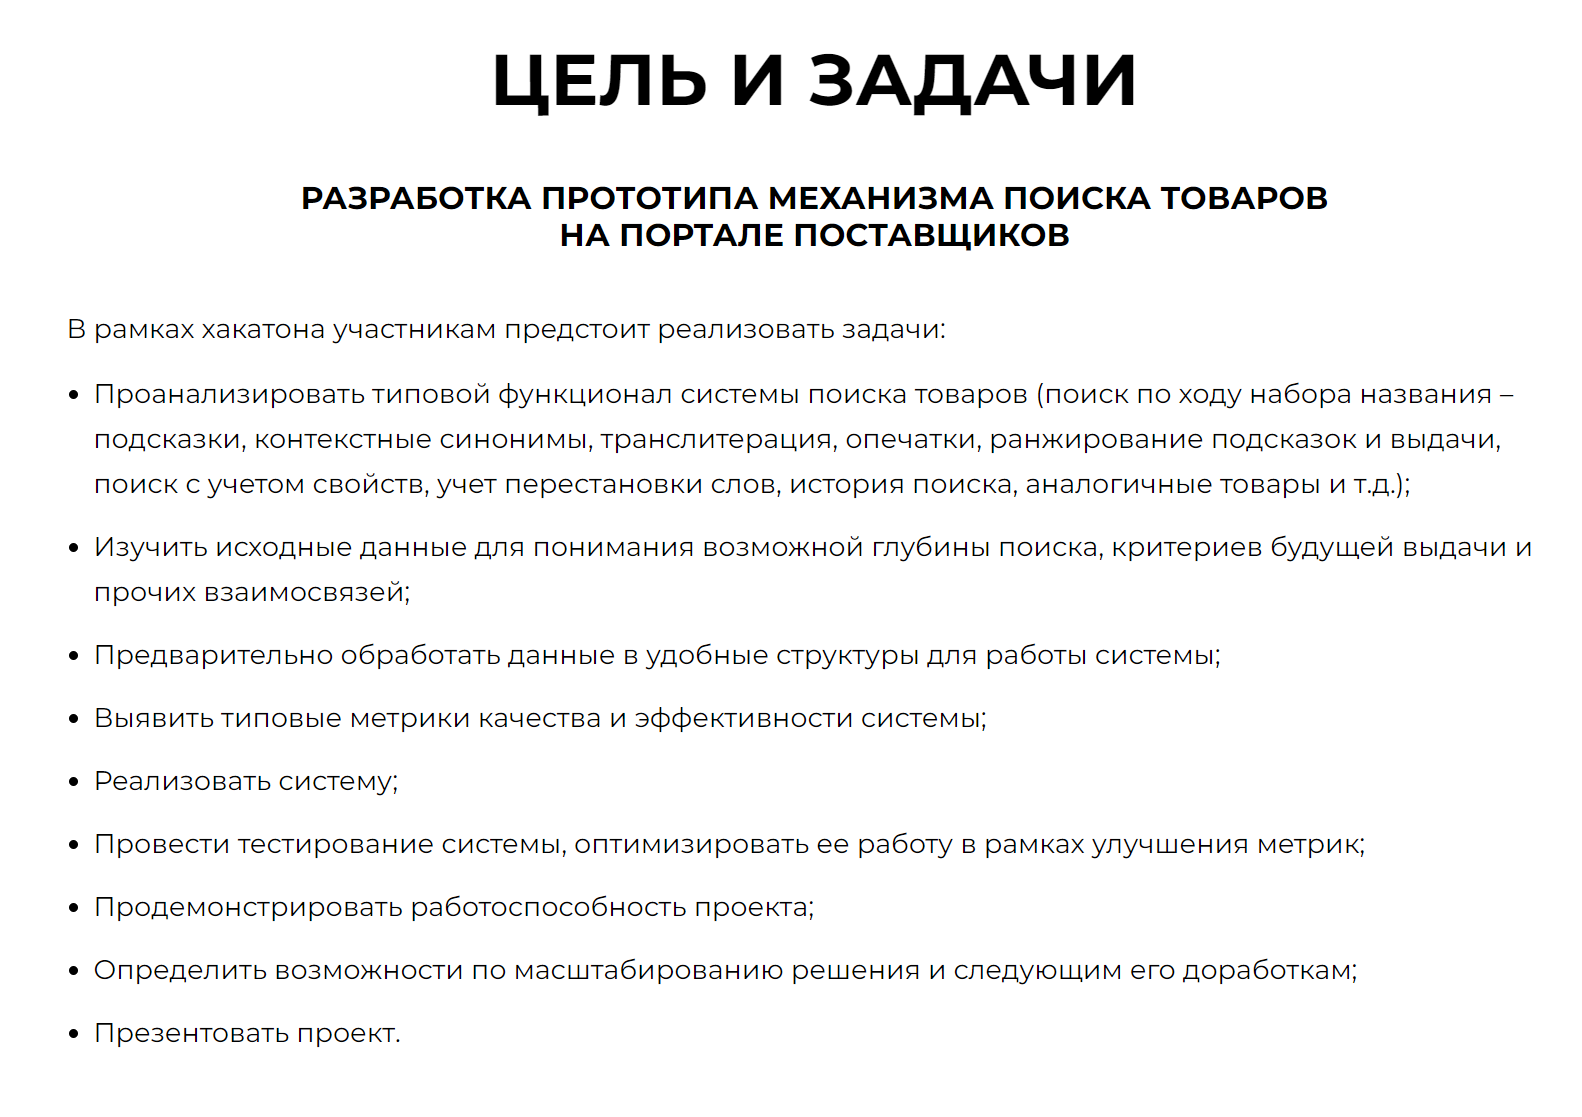 ЦЕЛЬ И ЗАДАЧИ
РАЗРАБОТКА ПРОТОТИПА МЕХАНИЗМА ПОИСКА ТОВАРОВ
НА ПОРТАЛЕ ПОСТАВЩИКОВ
В рамках хакатона участникам предстоит реализовать задачи:
• Проанализировать типовой функционал системы поиска товаров (поиск по ходу набора названия –
подсказки, контекстные синонимы, транслитерация, опечатки, ранжирование подсказок и выдачи,
поиск с учетом свойств, учет перестановки слов, история поиска, аналогичные товары и т.д.);
• Изучить исходные данные для понимания возможной глубины поиска, критериев будущей выдачи и
прочих взаимосвязей;
• Предварительно обработать данные в удобные структуры для работы системы;
• Выявить типовые метрики качества и эффективности системы;
• Реализовать систему;
• Провести тестирование системы, оптимизировать ее работу в рамках улучшения метрик;
• Продемонстрировать работоспособность проекта;
• Определить возможности по масштабированию решения и следующим его доработкам;
• Презентовать проект.